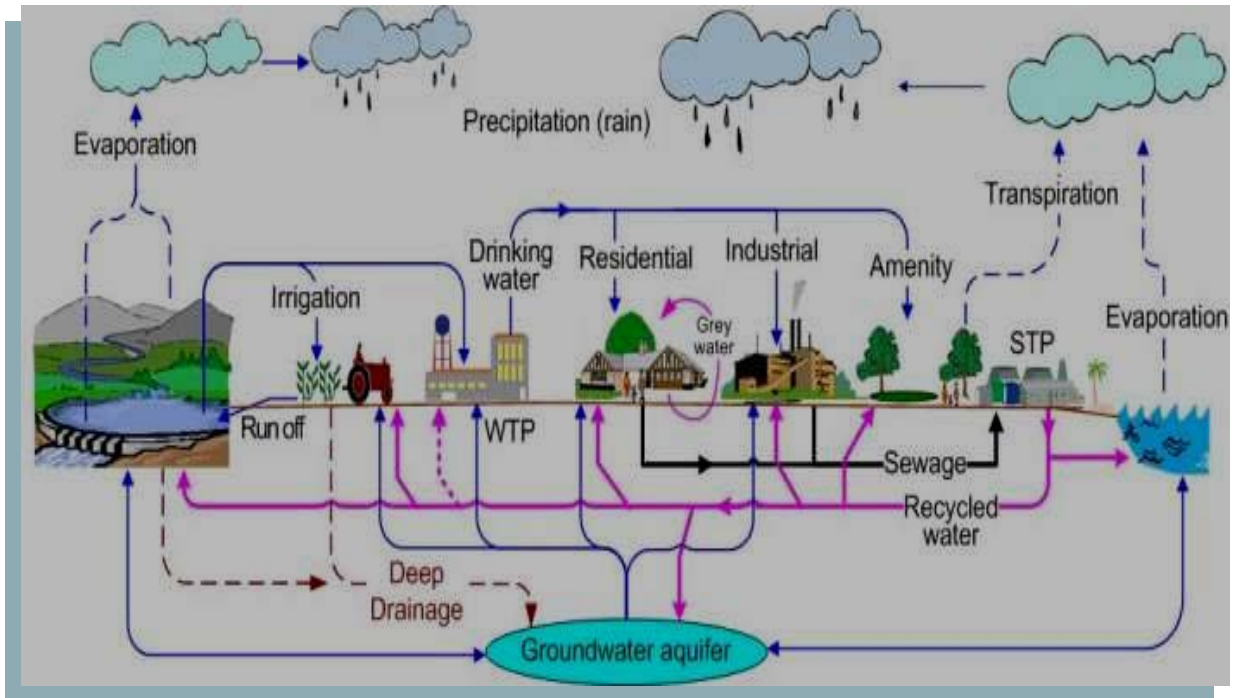 Precipitation (rain)
Evaporation
Transpiration
Drinking
water
Residential
Industrial
Amenity
Irrigation
Grey
water
Evaporation
STP
Run off
WTP
Sewage
Recycled
water
Deep
Drainage
Groundwater aquifer